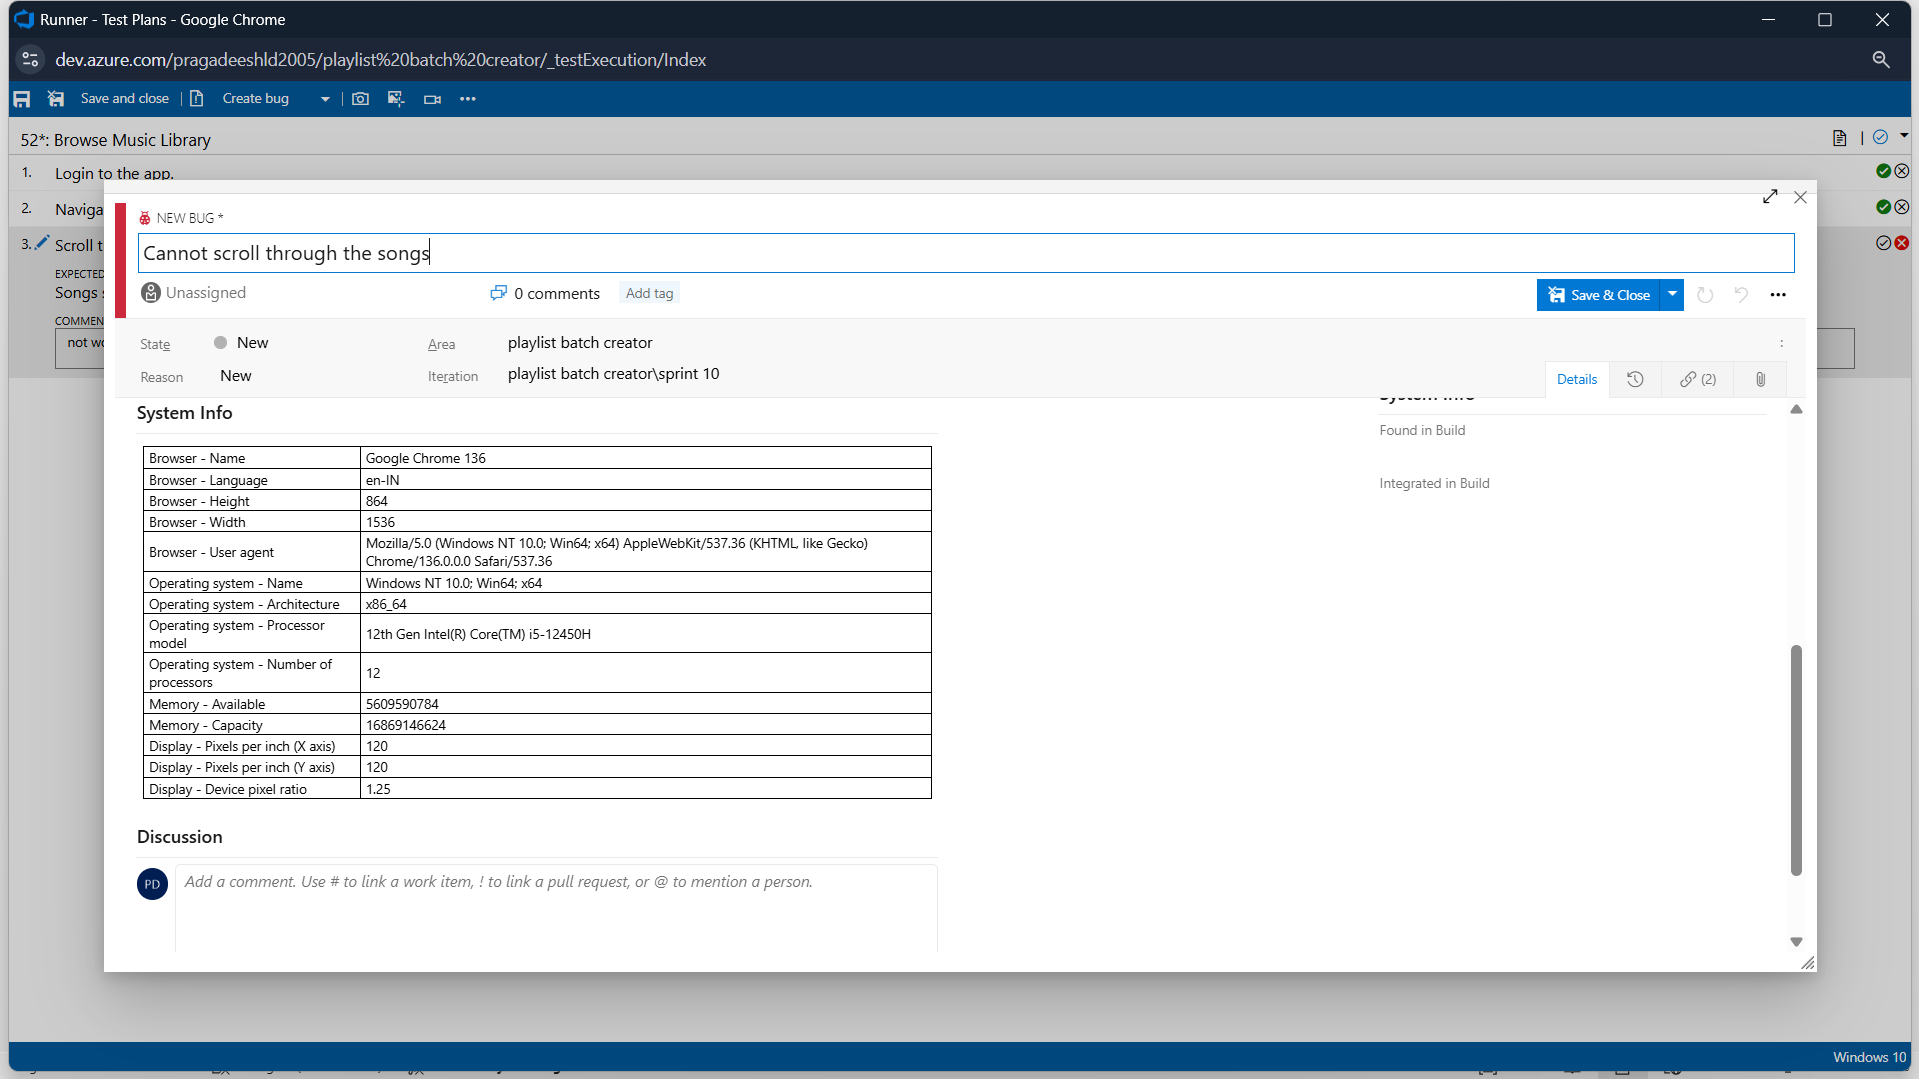 Runner - Test Plans - Google Chrome
dev.azure.com/pragadeeshld2005/playlist%20batch%20creator/_testExecution/Index
Save and close
Create bug
52*: Browse Music Library
1. Login to the app.
2. Naviga
3. Scroll t
EXPECTED
Songs
COMMEN
not wo
NEW BUG *
Cannot scroll through the songs
Unassigned
0 comments
Add tag
Save & Close
State
New
Area
playlist batch creator
Reason
New
Iteration
playlist batch creator\sprint 10
Details
(2)
System Info
System Info
Found in Build
Integrated in Build
Browser - Name Google Chrome 136
Browser - Language en-IN
Browser - Height 864
Browser - Width 1536
Browser - User agent Mozilla/5.0 (Windows NT 10.0; Win64; x64) AppleWebKit/537.36 (KHTML, like Gecko)
Chrome/136.0.0.0 Safari/537.36
Operating system - Name Windows NT 10.0; Win64; x64
Operating system - Architecture x86_64
Operating system - Processor
model 12th Gen Intel(R) Core(TM) i5-12450H
Operating system - Number of
processors 12
Memory - Available 5609590784
Memory - Capacity 16869146624
Display - Pixels per inch (X axis) 120
Display - Pixels per inch (Y axis) 120
Display - Device pixel ratio 1.25
Discussion
PD
Add a comment. Use # to link a work item, ! to link a pull request, or @ to mention a person.
Windows 10